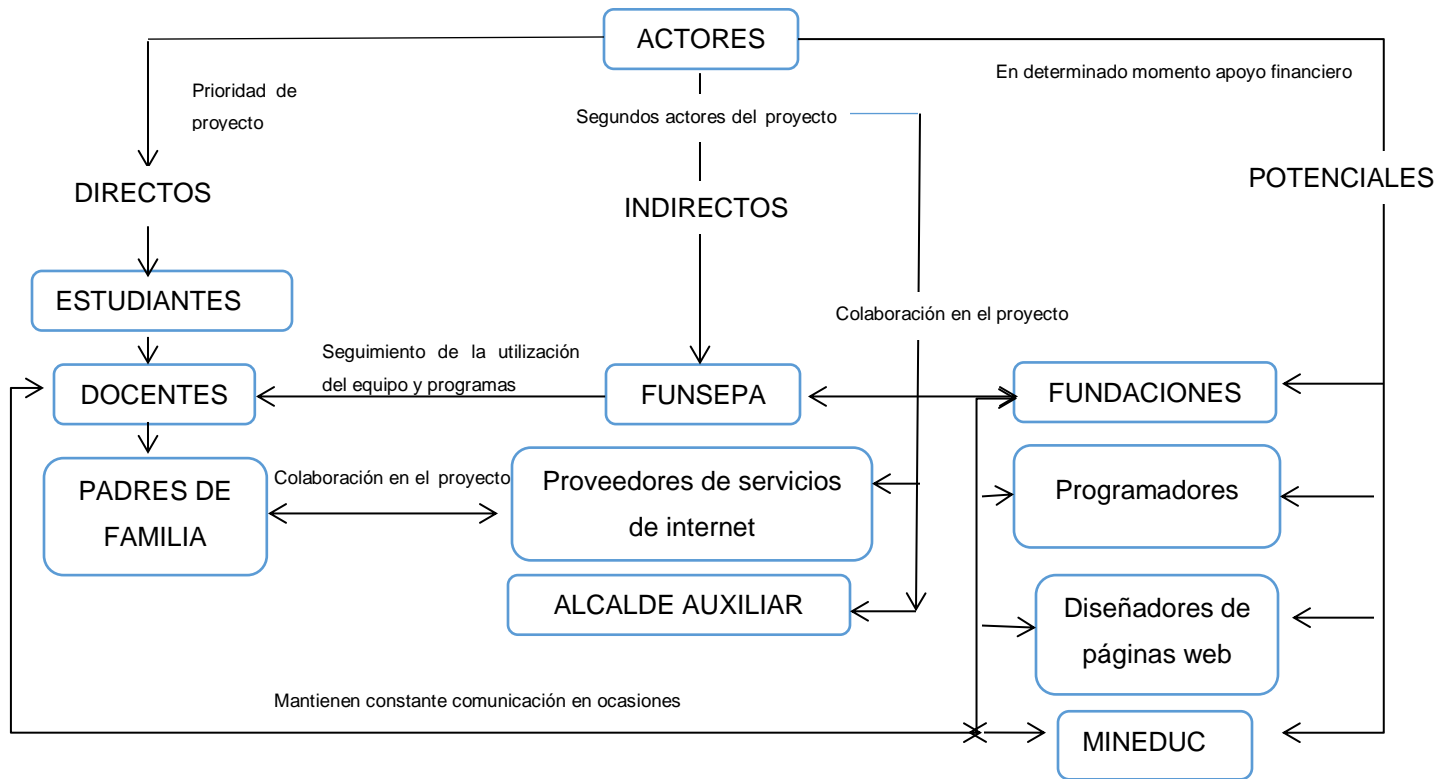 ACTORES
En determinado momento apoyo financiero
Prioridad de
proyecto
Segundos actores del proyecto
DIRECTOS
INDIRECTOS
POTENCIALES
ESTUDIANTES
Colaboración en el proyecto
Seguimiento de la utilización
del equipo y programas
DOCENTES
FUNSEPA
FUNDACIONES
PADRES DE
FAMILIA
Colaboración en el proyecto
Proveedores de servicios
de internet
Programadores
ALCALDE AUXILIAR
Diseñadores de
páginas web
Mantienen constante comunicación en ocasiones
MINEDUC